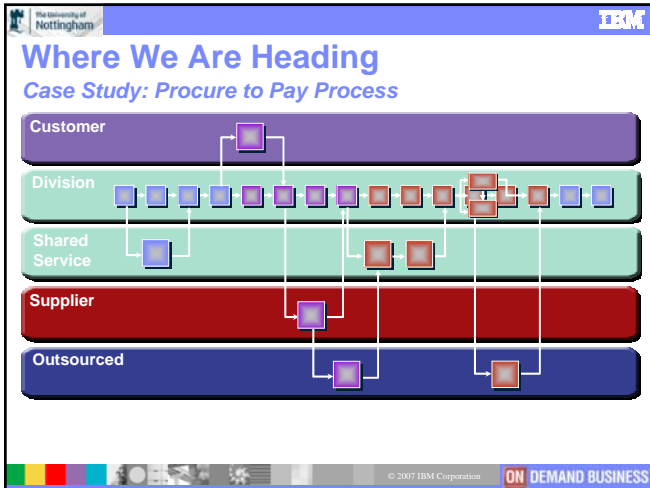 The University of
Nottingham
IBM
Where We Are Heading
Case Study: Procure to Pay Process
Customer
Division
Shared
Service
Supplier
Outsourced
© 2007 IBM Corporation
ON DEMAND BUSINESS